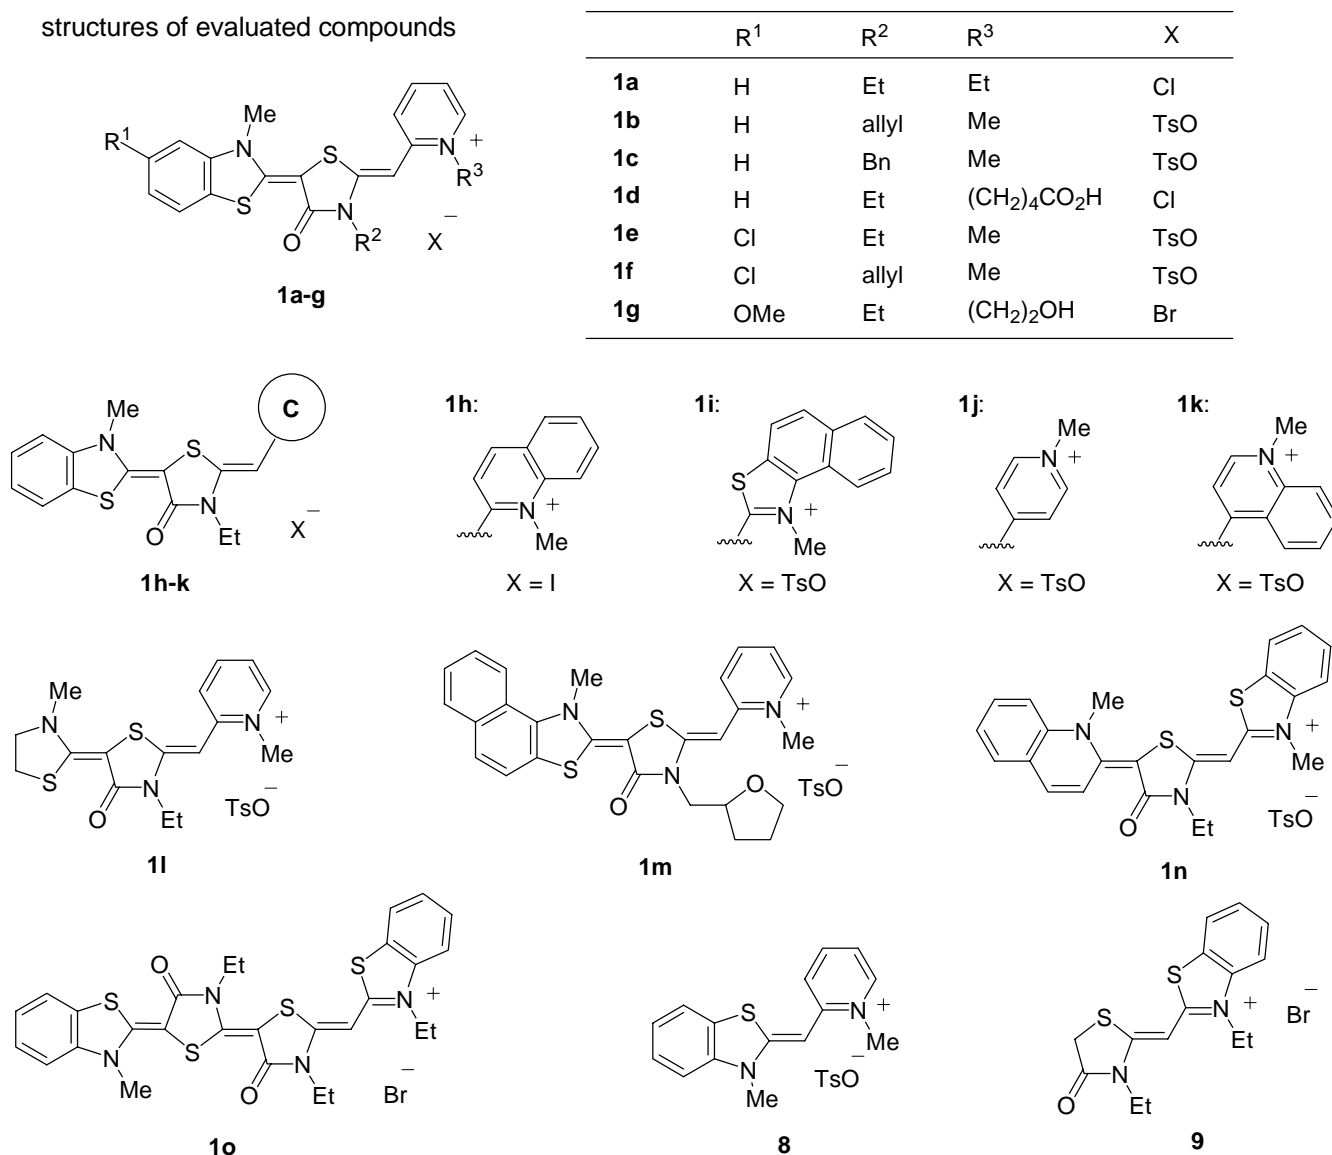 structures of evaluated compounds
R1 R2 R3 X
1a H Et Et Cl
1b H allyl Me TsO
1c H Bn Me TsO
1d H Et (CH2)4CO2H Cl
1e Cl Et Me TsO
1f Cl allyl Me TsO
1g OMe Et (CH2)2OH Br
Me
R1 N S N +
S R3
O N R2 X −
1a-g
Me C
N S
S N
O Et X −
1h-k
1h:
N +
Me
X = I
1i:
S N +
Me
X = TsO
1j:
Me
N +
X = TsO
1k:
Me
N +
X = TsO
Me
N S N +
Me
S N
O Et TsO −
1l
Me
N S N +
Me
S N
O O TsO −
1m
Me S
N S N +
Me
N
O Et TsO −
1n
O Et S
S N S N +
Et
N S N
Me O Et Br −
1o
S N +
Me
N TsO −
Me
8
S
S N + Br −
Et
N
O Et
9